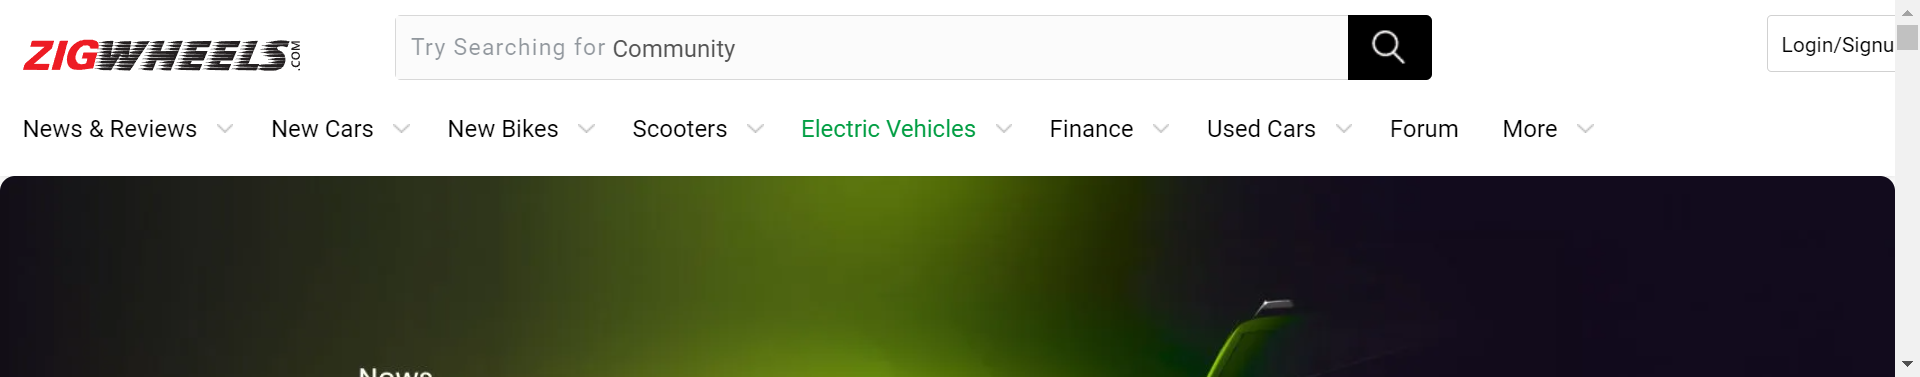 ZIGWHEELS.COM
Try Searching for Community
Login/Signu
News & Reviews New Cars New Bikes Scooters Electric Vehicles Finance Used Cars Forum More
News